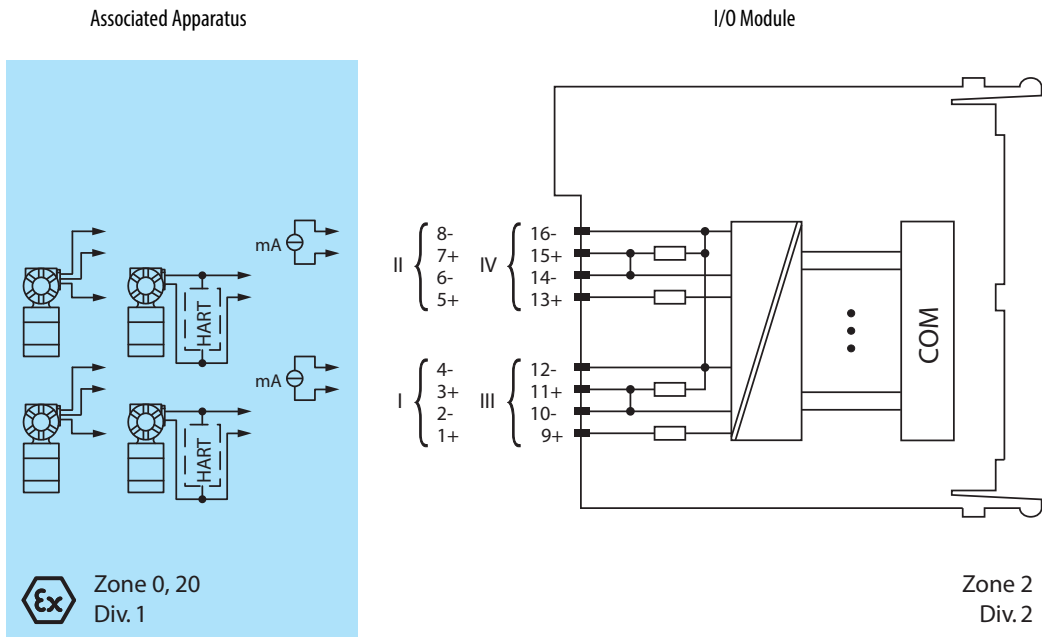 Associated Apparatus
I/O Module
mA
HART
mA
HART
II
8-
7+
6-
5+
IV
16-
15+
14-
13+
I
4-
3+
2-
1+
III
12-
11+
10-
9+
COM
Ex
Zone 0, 20
Div. 1
Zone 2
Div. 2